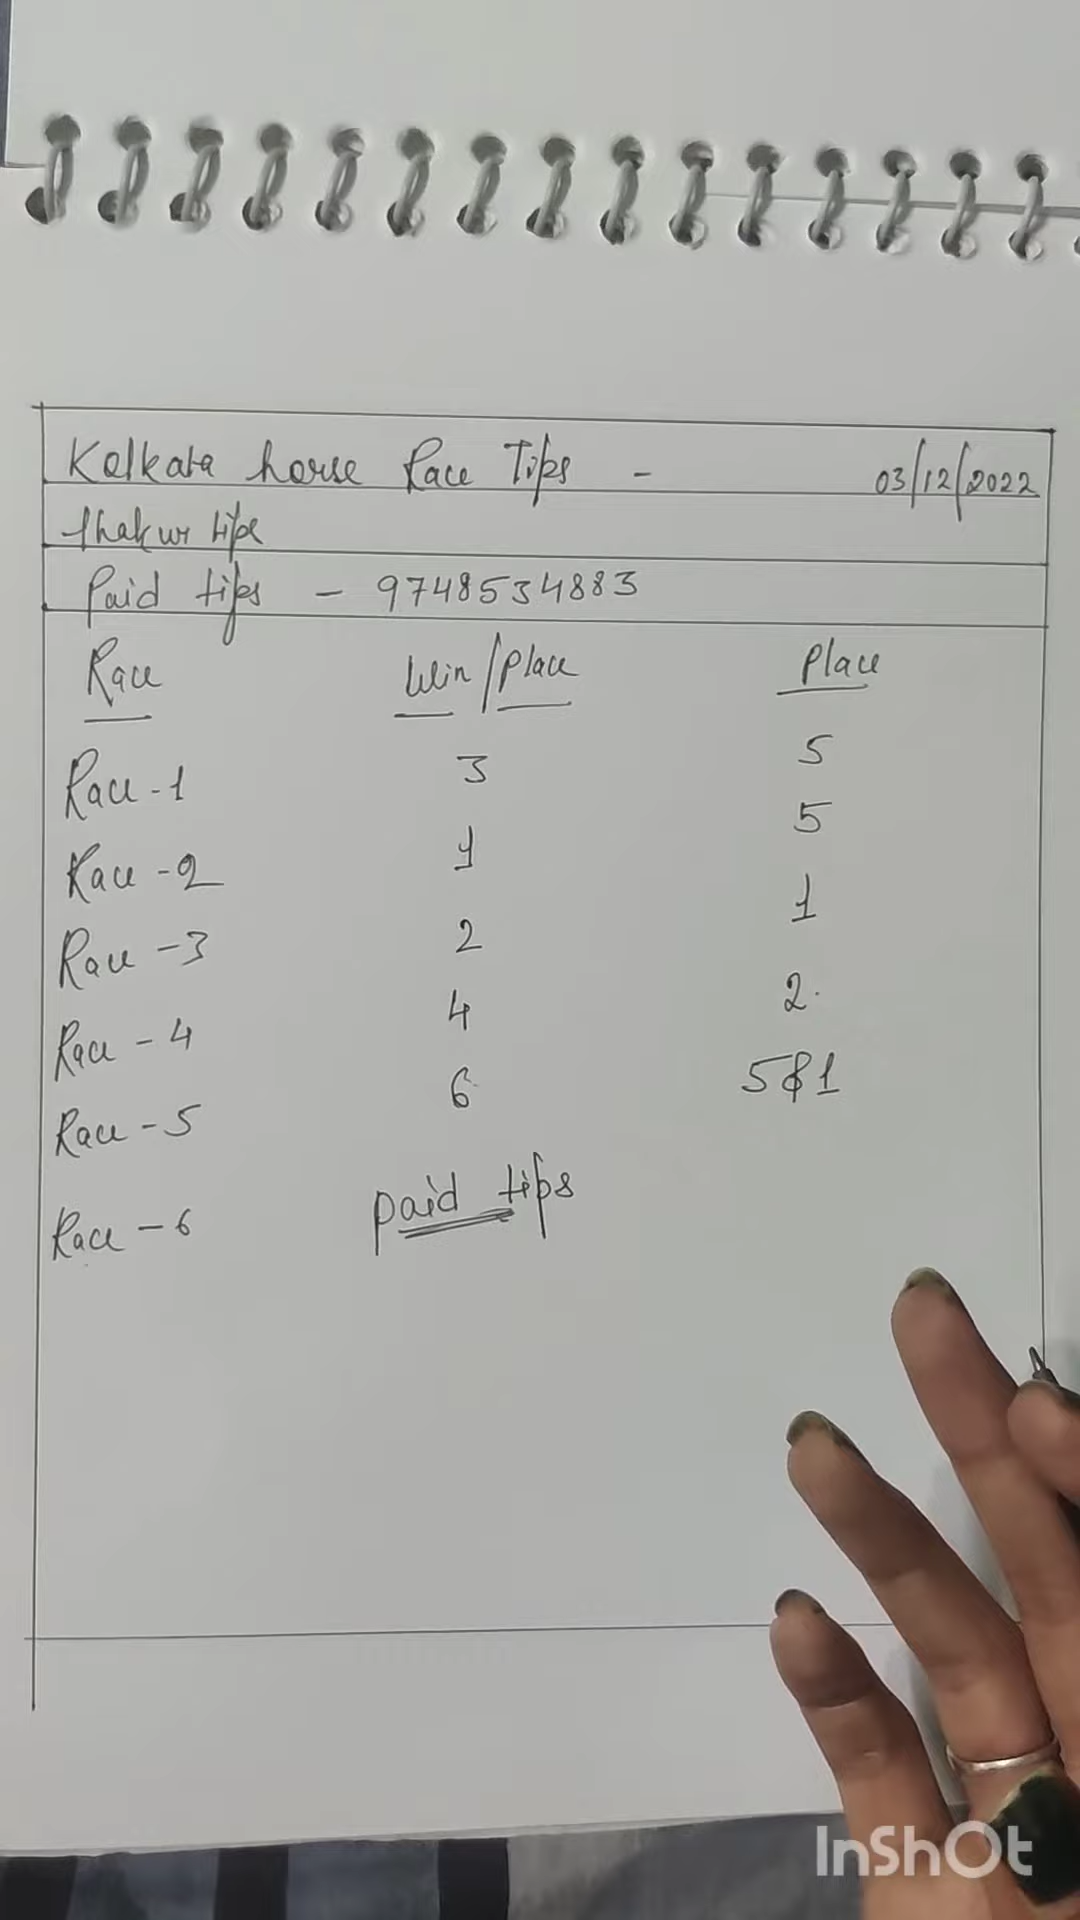 Kolkata horse Race Tips - 03/12/2022
thakur tips
Paid tips - 9748534883
Race Win/Place Place
Race-1 3 5
Race-2 1 5
Race-3 2 1
Race-4 4 2.
Race-5 6 5&1
Race-6 paid tips
InShOt